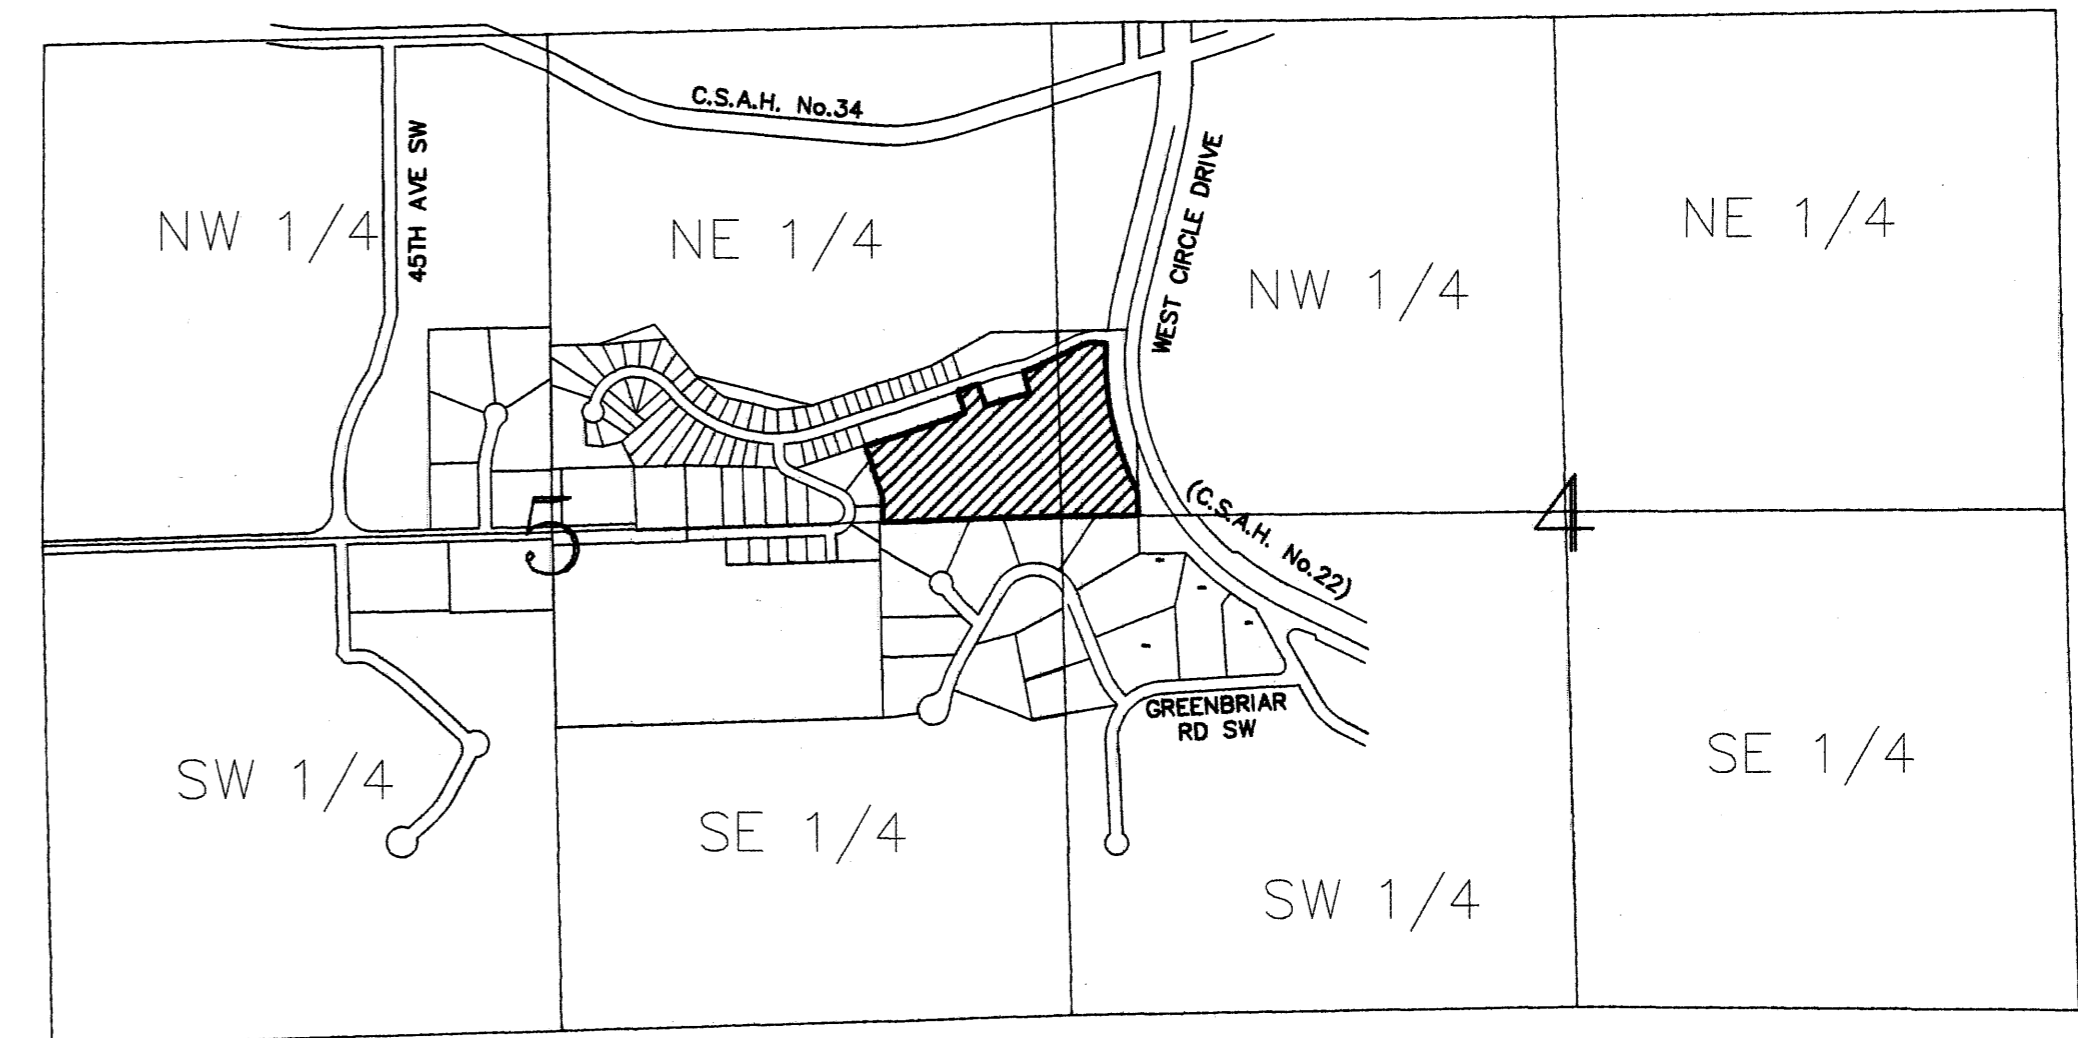 C.S.A.H. No.34
45TH AVE SW
WEST CIRCLE DRIVE
NW 1/4
NE 1/4
NW 1/4
NE 1/4
(C.S.A.H. No.22)
5
4
GREENBRIAR
RD SW
SW 1/4
SE 1/4
SW 1/4
SE 1/4